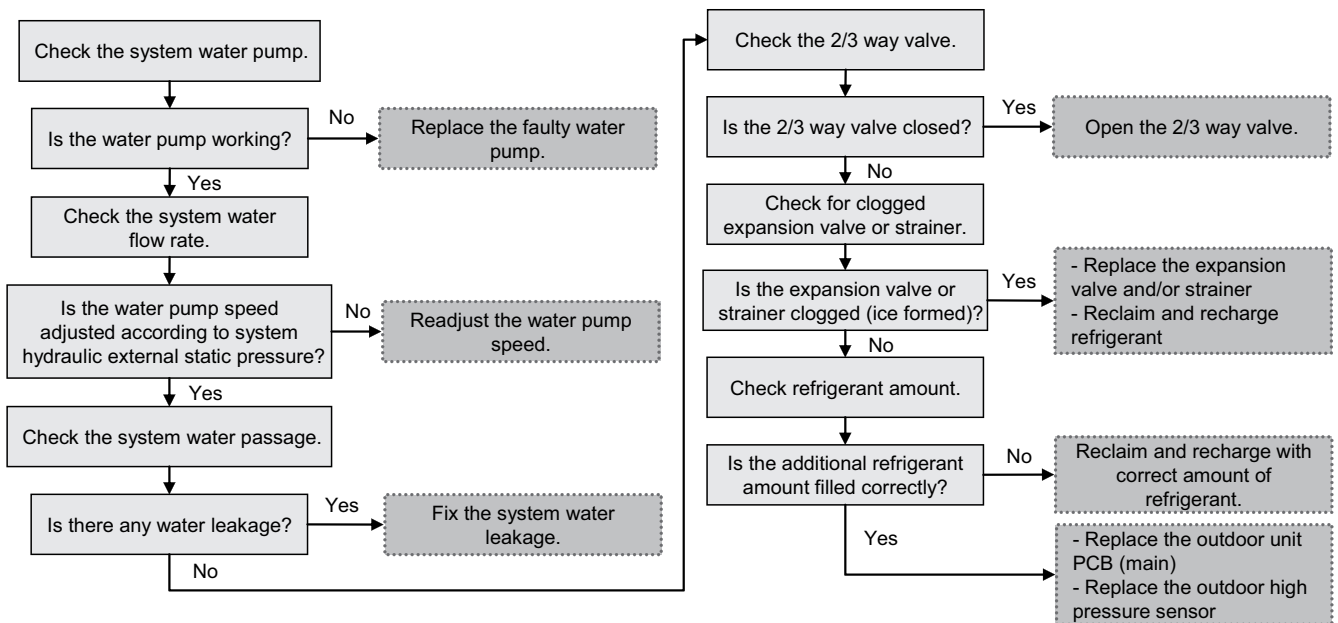 Check the system water pump.
Is the water pump working?
No
Replace the faulty water
pump.
Yes
Check the system water
flow rate.
Is the water pump speed
adjusted according to system
hydraulic external static pressure?
No
Readjust the water pump
speed.
Yes
Check the system water passage.
Is there any water leakage?
Yes
Fix the system water
leakage.
No
Check the 2/3 way valve.
Is the 2/3 way valve closed?
Yes
Open the 2/3 way valve.
No
Check for clogged
expansion valve or strainer.
Is the expansion valve or
strainer clogged (ice formed)?
Yes
- Replace the expansion
valve and/or strainer
- Reclaim and recharge
refrigerant
No
Check refrigerant amount.
Is the additional refrigerant
amount filled correctly?
No
Reclaim and recharge with
correct amount of
refrigerant.
Yes
- Replace the outdoor unit
PCB (main)
- Replace the outdoor high
pressure sensor